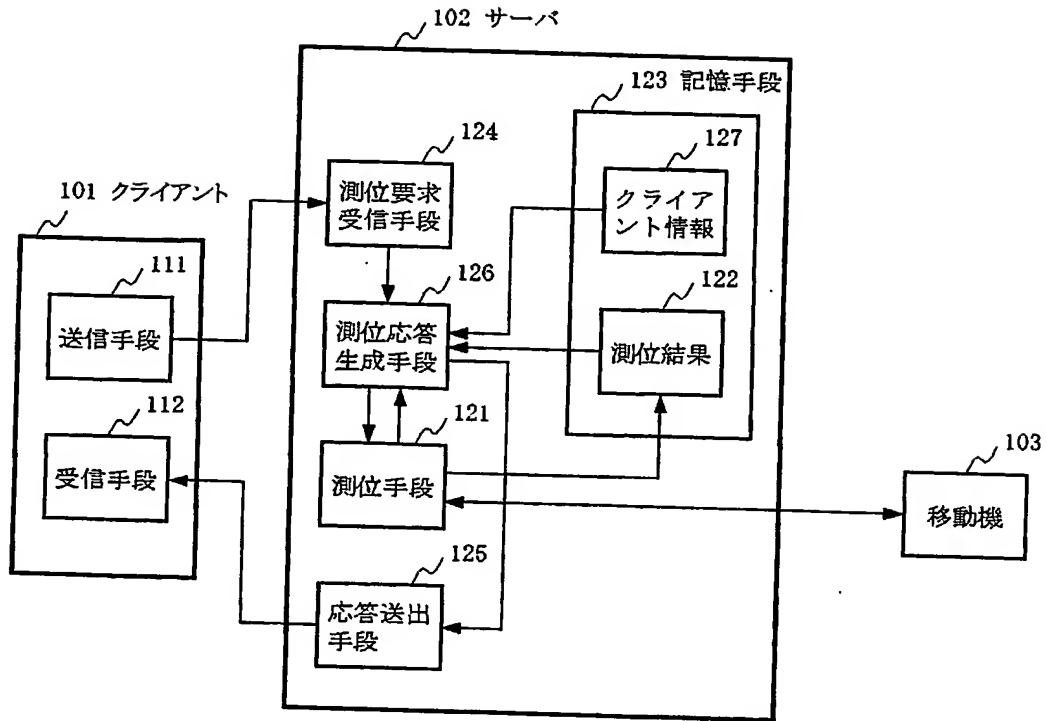 102 サーバ
123 記憶手段
124
127
測位要求
受信手段
クライア
ント情報
101 クライアント
111
126
122
送信手段
測位応答
生成手段
測位結果
112
121
103
受信手段
測位手段
移動機
125
応答送出
手段